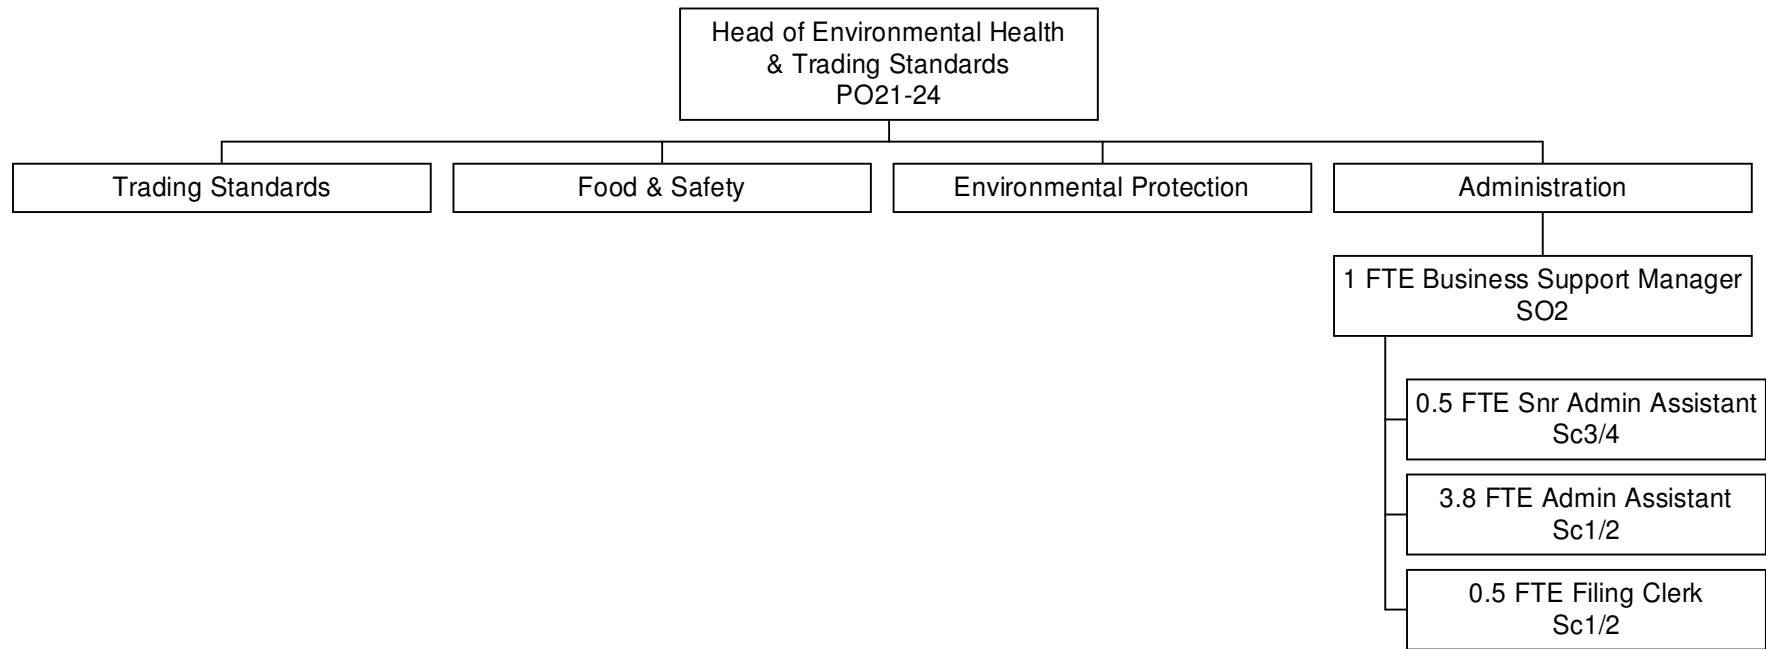 Head of Environmental Health
& Trading Standards
PO21-24
Trading Standards
Food & Safety
Environmental Protection
Administration
1 FTE Business Support Manager
SO2
0.5 FTE Snr Admin Assistant
Sc3/4
3.8 FTE Admin Assistant
Sc1/2
0.5 FTE Filing Clerk
Sc1/2